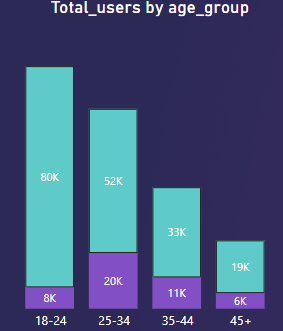 Total_users by age_group
80K
52K
33K
19K
8K
20K
11K
6K
18-24 25-34 35-44 45+